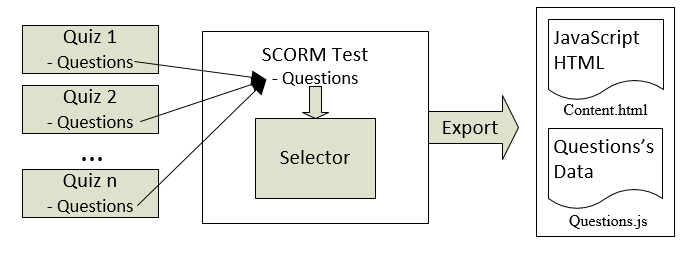 Quiz 1
- Questions
Quiz 2
- Questions
...
Quiz n
- Questions
SCORM Test
- Questions
Selector
Export
JavaScript
HTML
Content.html
Questions's
Data
Questions.js